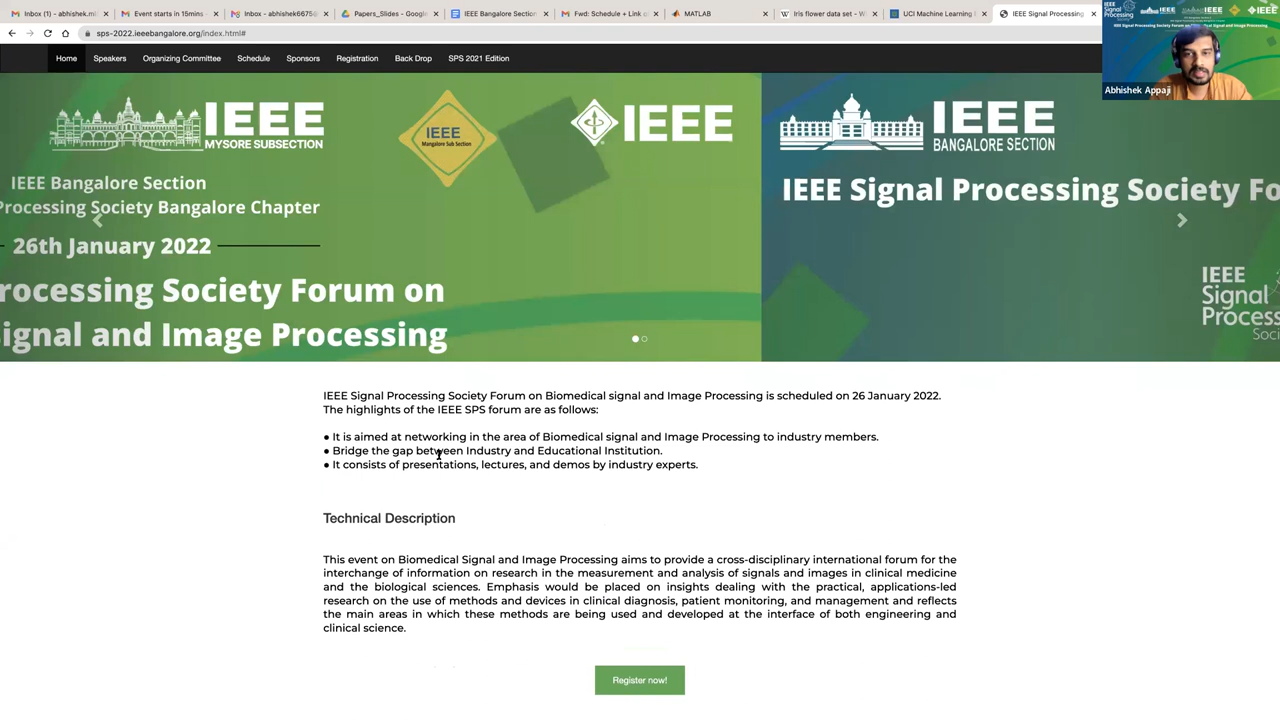 Inbox (1) - abhishek.m
Event starts in 15mins
Inbox - abhishek6675@
Papers_Slides - Google
IEEE Bangalore Section
Fwd: Schedule + Link o
MATLAB
Iris flower data set - W
UCI Machine Learning
IEEE Signal Processing
sps-2022.ieeebangalore.org/index.html#
Home
Speakers
Organizing Committee
Schedule
Sponsors
Registration
Back Drop
SPS 2021 Edition
Abhishek Appaji
IEEE
MYSORE SUBSECTION
IEEE
Mangalore Sub Section
IEEE
IEEE
BANGALORE SECTION
IEEE Bangalore Section
Processing Society Bangalore Chapter
26th January 2022
rocessing Society Forum on
ignal and Image Processing
IEEE Signal Processing Society Fo
IEEE
Signal
Process
Soci
IEEE Signal Processing Society Forum on Biomedical signal and Image Processing is scheduled on 26 January 2022.
The highlights of the IEEE SPS forum are as follows:
● It is aimed at networking in the area of Biomedical signal and Image Processing to industry members.
● Bridge the gap between Industry and Educational Institution.
● It consists of presentations, lectures, and demos by industry experts.
Technical Description
This event on Biomedical Signal and Image Processing aims to provide a cross-disciplinary international forum for the
interchange of information on research in the measurement and analysis of signals and images in clinical medicine
and the biological sciences. Emphasis would be placed on insights dealing with the practical, applications-led
research on the use of methods and devices in clinical diagnosis, patient monitoring, and management and reflects
the main areas in which these methods are being used and developed at the interface of both engineering and
clinical science.
Register now!